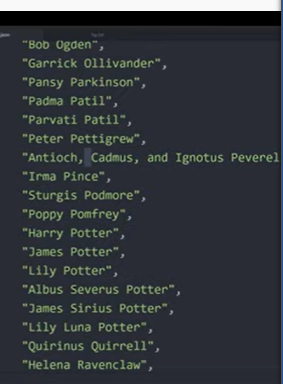 "Bob Ogden",
"Garrick Ollivander",
"Pansy Parkinson",
"Padma Patil",
"Parvati Patil",
"Peter Pettigrew",
"Antioch, Cadmus, and Ignotus Peverel
"Irma Pince",
"Sturgis Podmore",
"Poppy Pomfrey",
"Harry Potter",
"James Potter",
"Lily Potter",
"Albus Severus Potter",
"James Sirius Potter",
"Lily Luna Potter",
"Quirinus Quirrell",
"Helena Ravenclaw",